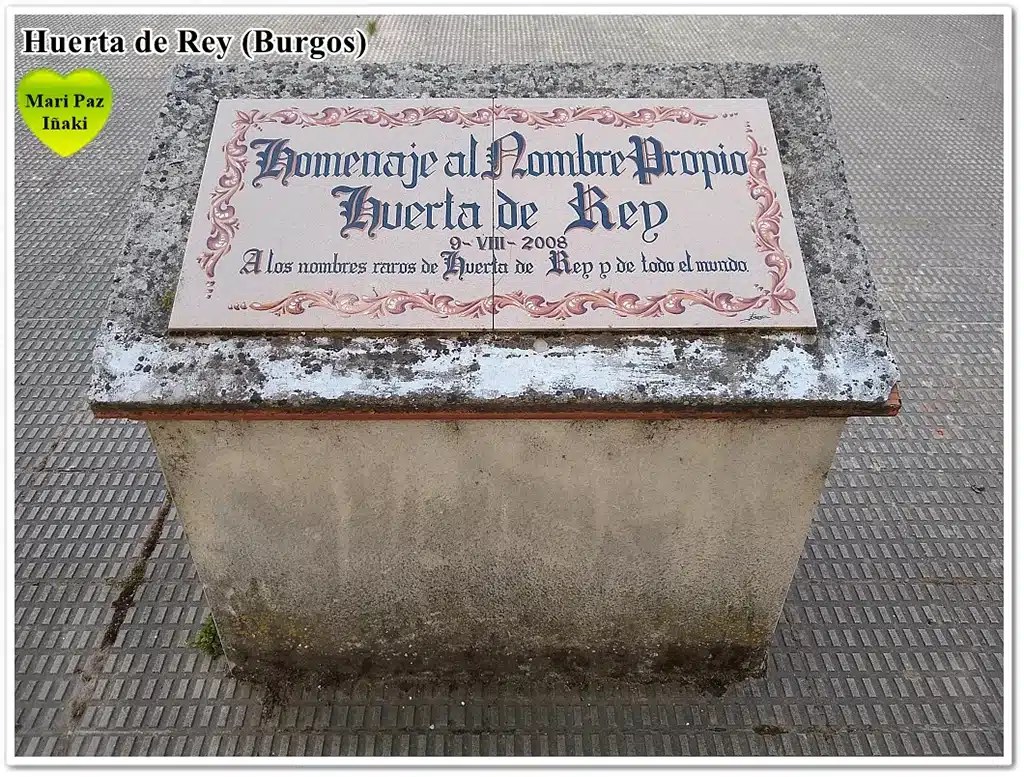 Huerta de Rey (Burgos)
Mari Paz
Iñaki
Homenaje al Nombre Propio
Huerta de Rey
9-VIII-2008
A los nombres raros de Huerta de Rey y de todo el mundo.